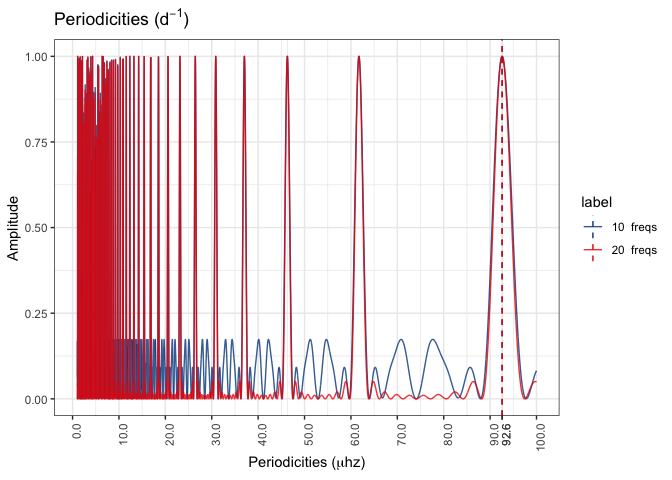 Periodicities (d⁻¹)
1.00
0.75
0.50
0.25
0.00
Amplitude
0.0
10.0
20.0
30.0
40.0
50.0
60.0
70.0
80.0
90.0
92.6
100.0
Periodicities (μhz)
label
10 freqs
20 freqs